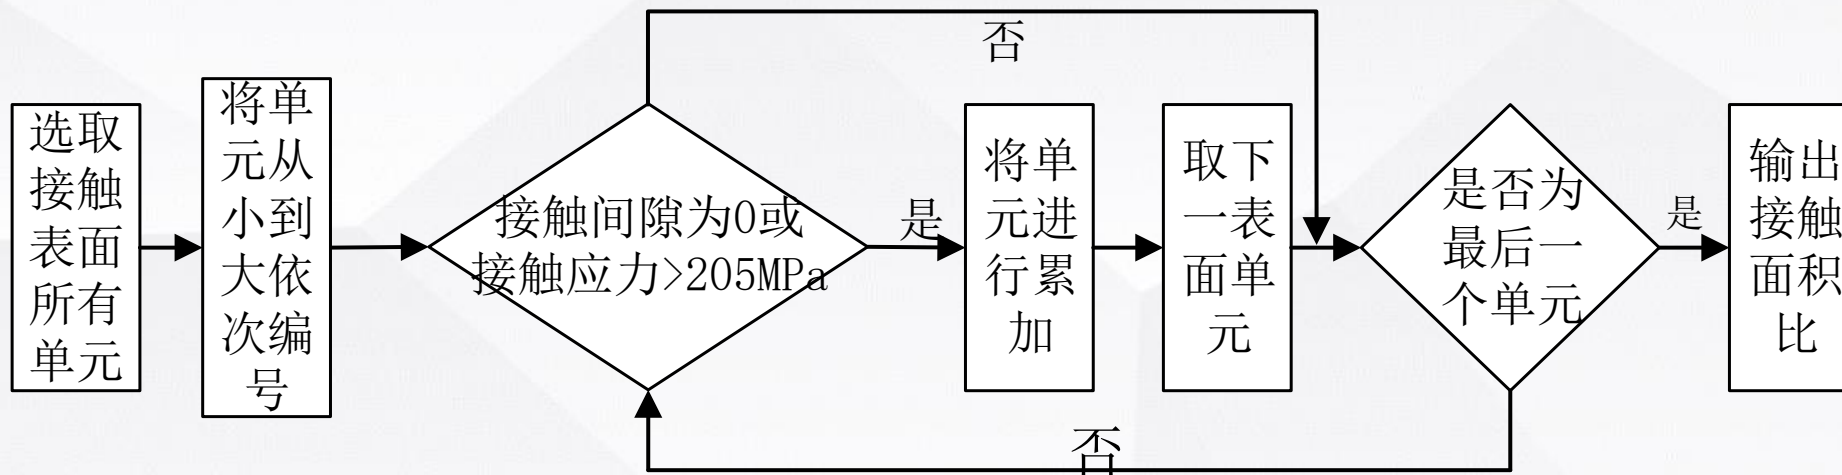 选取
接触
表面
所有
单元
将单
元从
小到
大依
次编
号
接触间隙为0或
接触应力>205MPa
否
是
将单
元进
行累
加
取下
一表
面单
元
是否为
最后一
个单元
否
是
输出
接触
面积
比